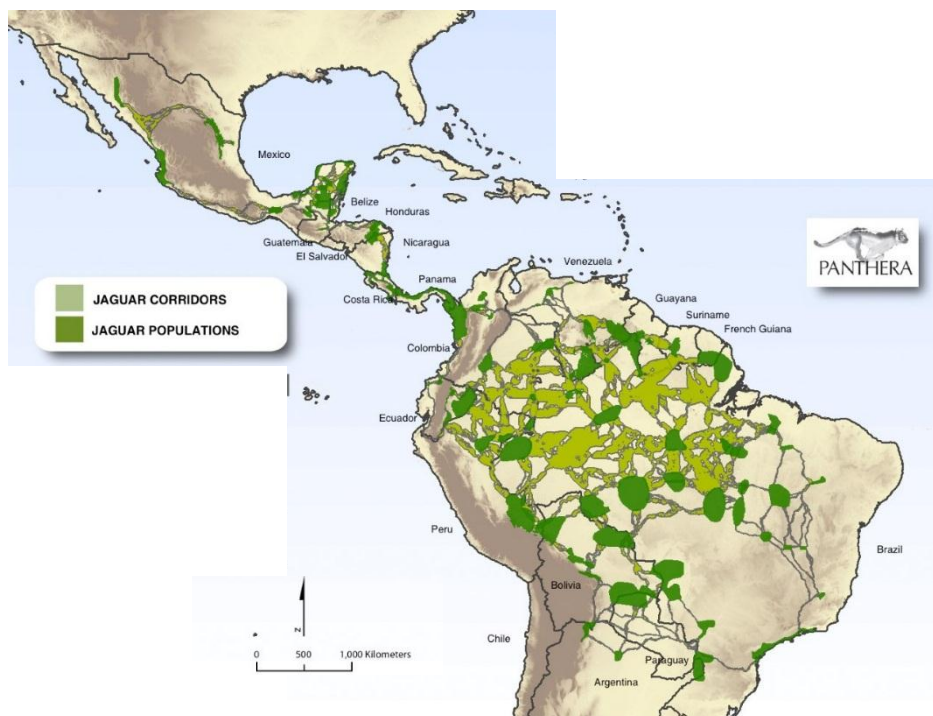 Mexico
Belize
Honduras
Guatemala
Nicaragua
El Salvador
PANTHERA
Venezuela
Panama
JAGUAR CORRIDORS
Costa Rica
Guayana
JAGUAR POPULATIONS
Suriname
French Guiana
Colombia
Ecuador
Peru
Brazil
Bolivia
N
Chile
0 500 1,000 Kilometers
Paraguay
Argentina